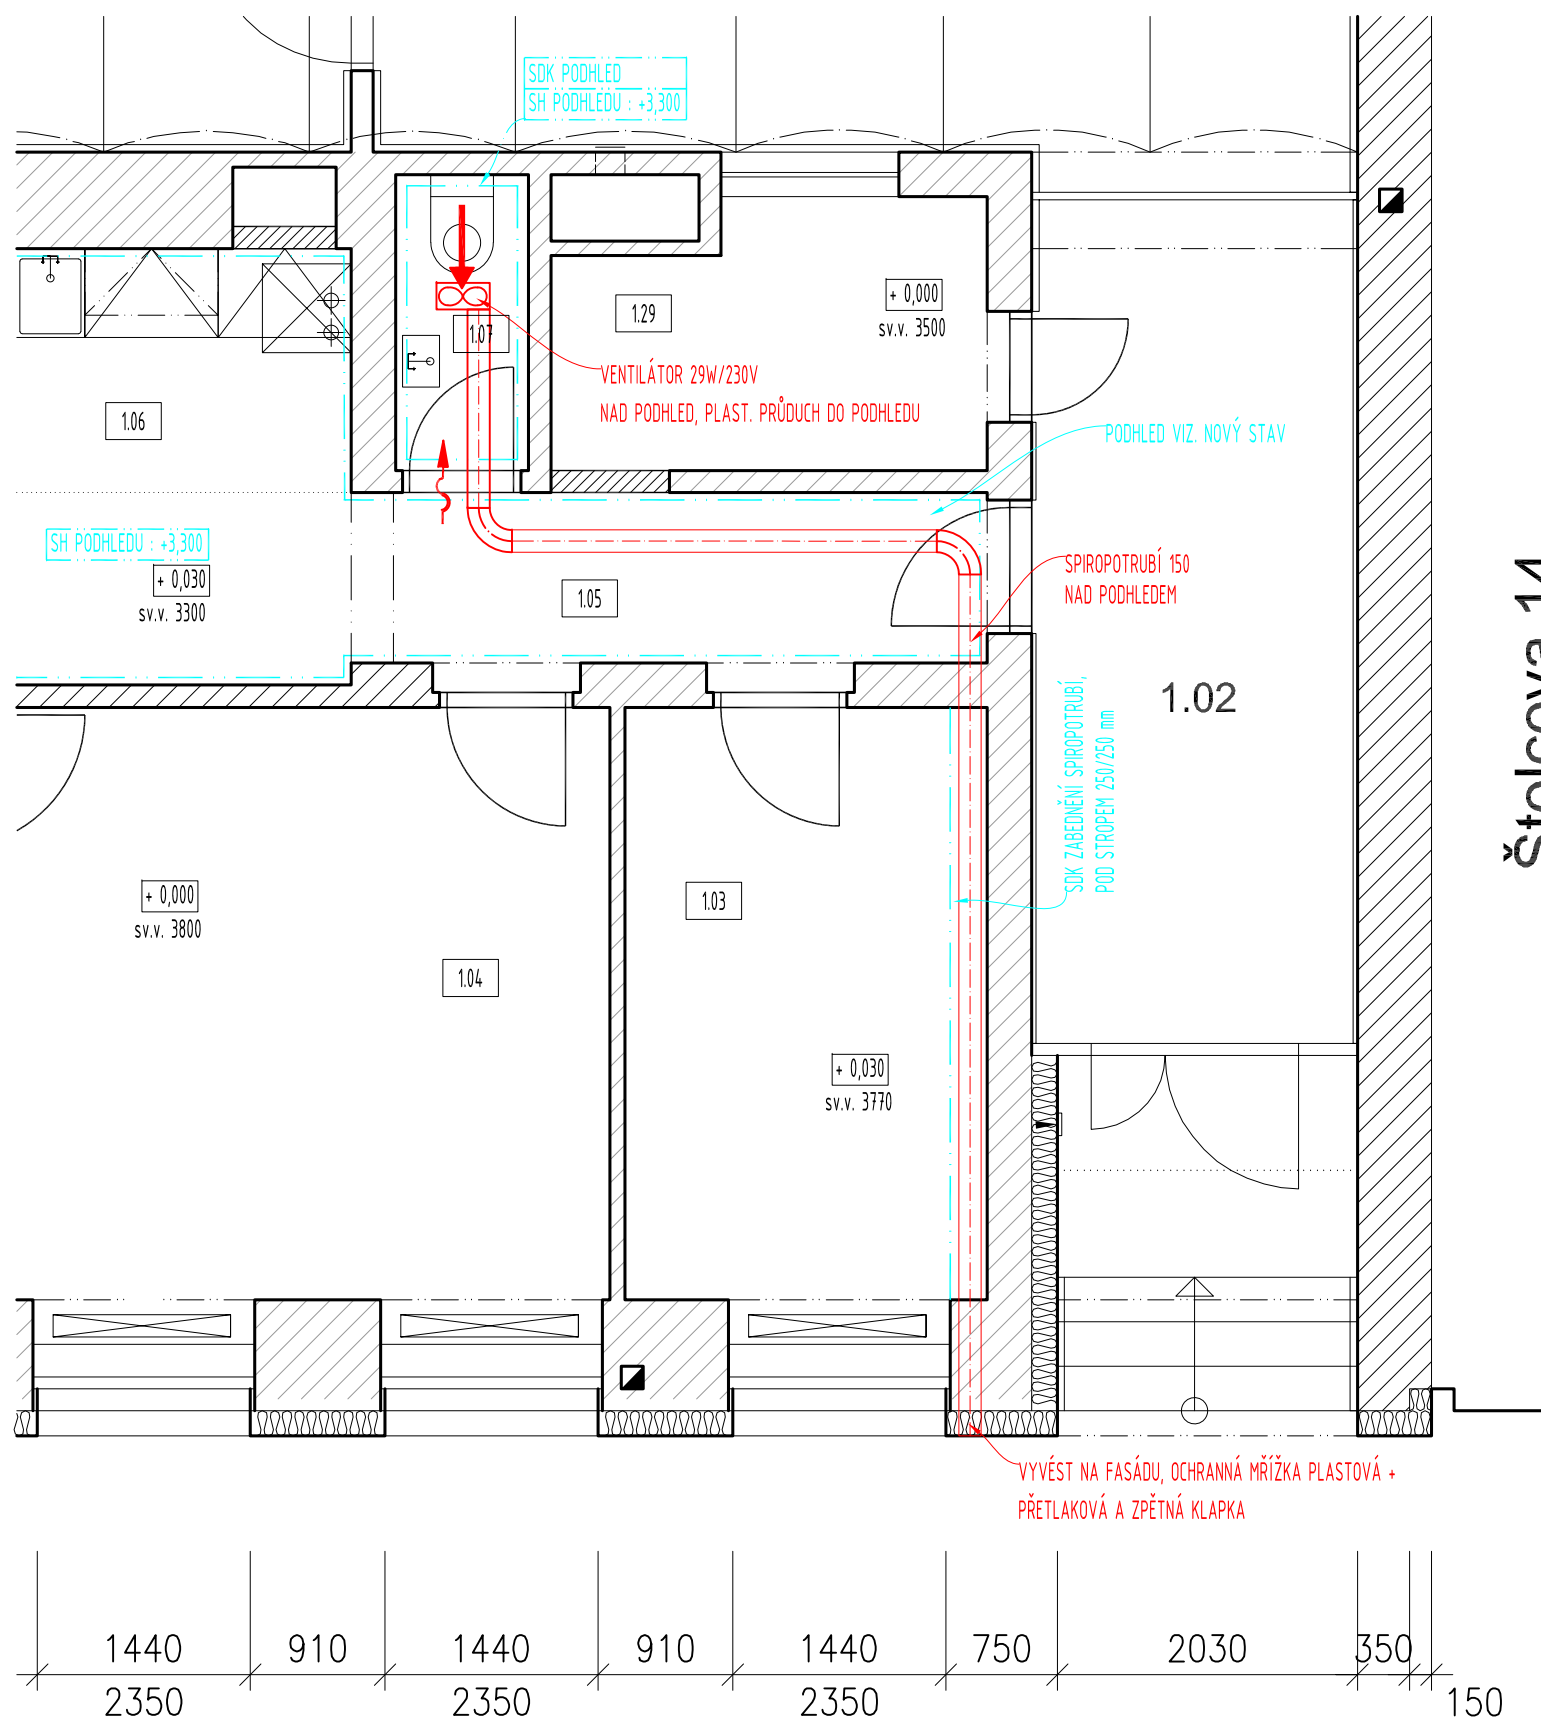 SDK PODHLED
SH PODHLEDU : +3,300
1.29
+ 0,000
sv.v. 3500
1.07
VENTILÁTOR 29W/230V
NAD PODHLED, PLAST. PRŮDUCH DO PODHLEDU
1.06
PODHLED VIZ. NOVÝ STAV
SH PODHLEDU : +3,300
+ 0,030
sv.v. 3300
1.05
SPIROPOTRUBÍ 150
NAD PODHLEDEM
1.02
SDK ZABEDNĚNÍ SPIROPOTRUBÍ,
POD STROPEM 250/250 mm
Štolcova 14
+ 0,000
sv.v. 3800
1.03
1.04
+ 0,030
sv.v. 3770
VYVÉST NA FASÁDU, OCHRANNÁ MŘÍŽKA PLASTOVÁ +
PŘETLAKOVÁ A ZPĚTNÁ KLAPKA
1440 910 1440 910 1440 750 2030 350
2350 2350 2350 150